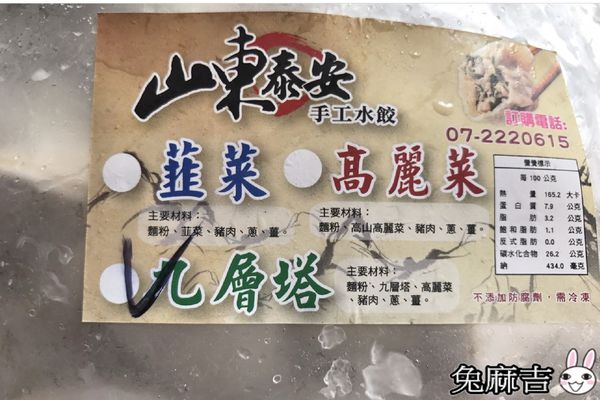 山東泰安
手工水餃
訂購電話:
07-2220615
韮菜
主要材料：
麵粉、韮菜、豬肉、蔥、薑。
高麗菜
主要材料：
麵粉、高山高麗菜、豬肉、蔥、薑。
九層塔
主要材料：
麵粉、九層塔、高麗菜
、豬肉、蔥、薑。
營養標示
每 100 公克
熱量 165.2 大卡
蛋白質 7.9 公克
脂肪 3.2 公克
飽和脂肪 1.1 公克
反式脂肪 0.0 公克
碳水化合物 26.2 公克
鈉 434.0 毫克
不添加防腐劑，需冷凍
兔麻吉